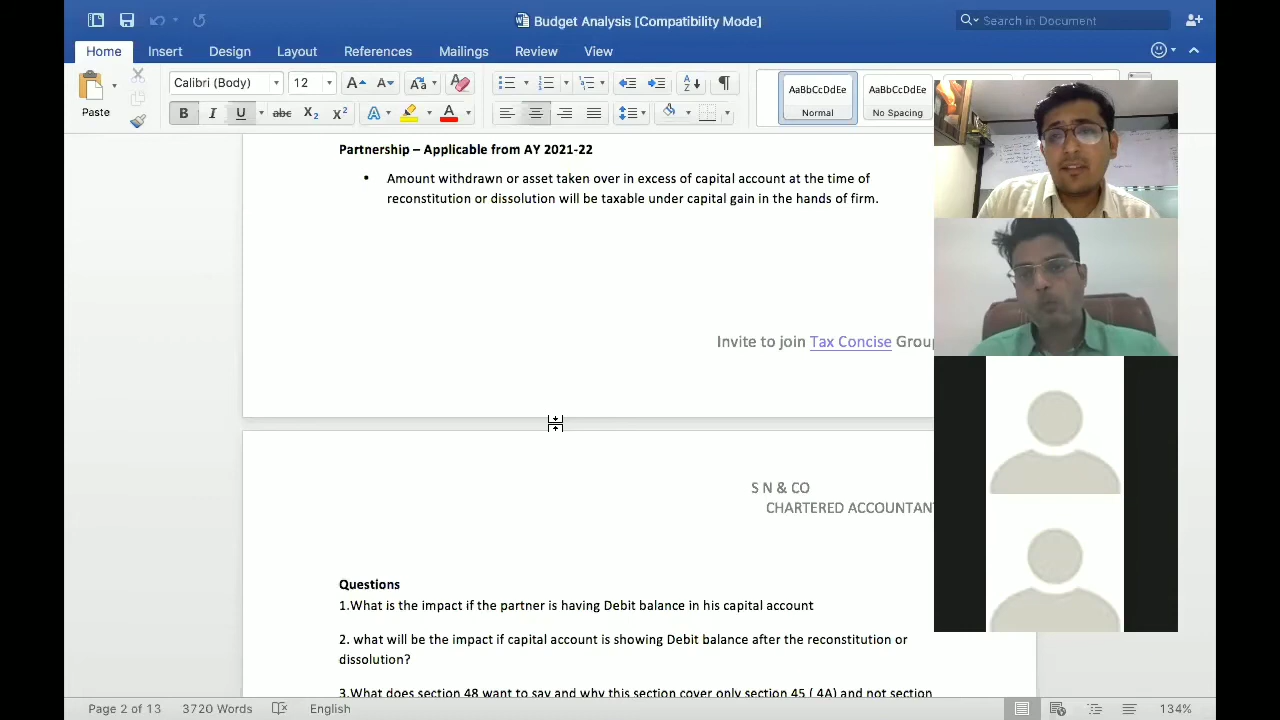 Budget Analysis [Compatibility Mode]
Search in Document
Home Insert Design Layout References Mailings Review View
Paste
Calibri (Body) 12
B I U abc X₂ X² A A
AaBbCcDdEe AaBbCcDdEe
Normal No Spacing
Partnership – Applicable from AY 2021-22
• Amount withdrawn or asset taken over in excess of capital account at the time of
reconstitution or dissolution will be taxable under capital gain in the hands of firm.
Invite to join Tax Concise Group
S N & CO
CHARTERED ACCOUNTANT
Questions
1.What is the impact if the partner is having Debit balance in his capital account
2. what will be the impact if capital account is showing Debit balance after the reconstitution or
dissolution?
3.What does section 48 want to say and why this section cover only section 45 ( 4A) and not section
Page 2 of 13 3720 Words English 134%